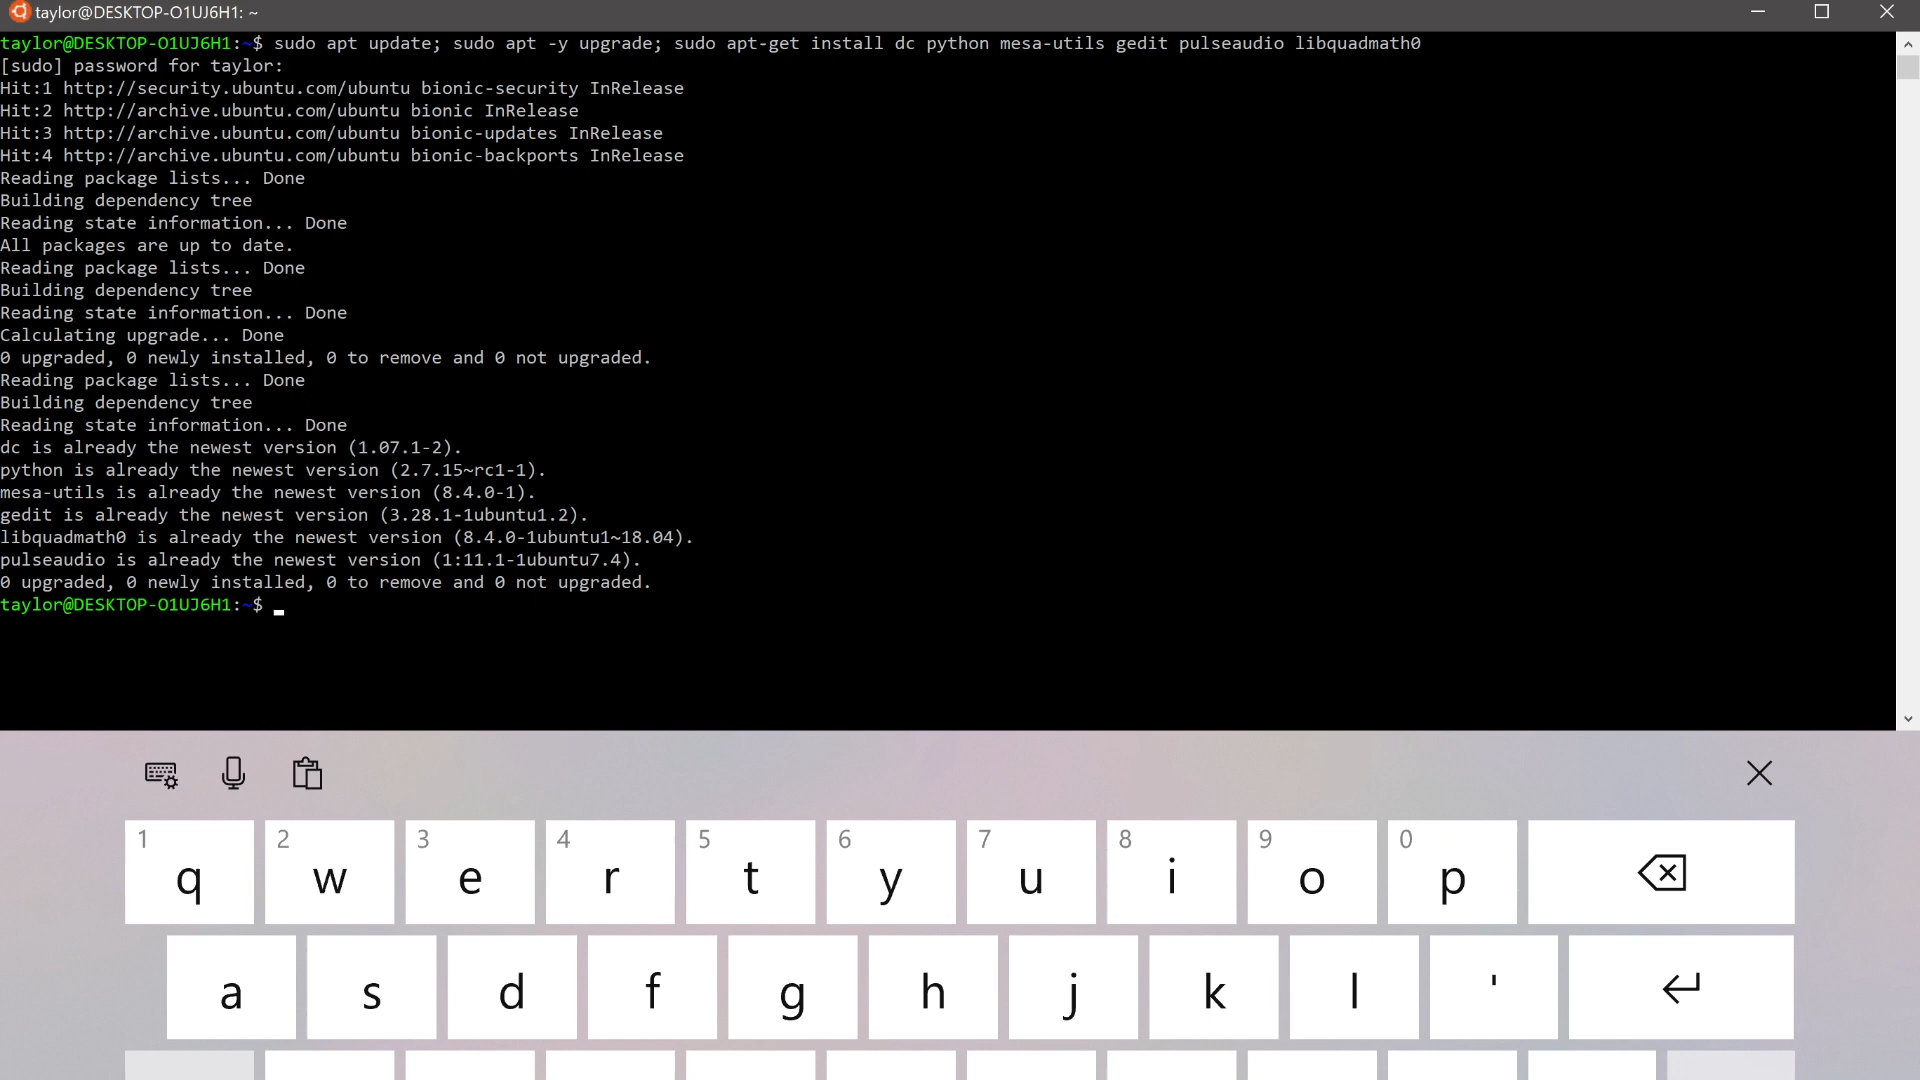 taylor@DESKTOP-O1UJ6H1: ~
taylor@DESKTOP-O1UJ6H1:~$ sudo apt update; sudo apt -y upgrade; sudo apt-get install dc python mesa-utils gedit pulseaudio libquadmath0
[sudo] password for taylor:
Hit:1 http://security.ubuntu.com/ubuntu bionic-security InRelease
Hit:2 http://archive.ubuntu.com/ubuntu bionic InRelease
Hit:3 http://archive.ubuntu.com/ubuntu bionic-updates InRelease
Hit:4 http://archive.ubuntu.com/ubuntu bionic-backports InRelease
Reading package lists... Done
Building dependency tree
Reading state information... Done
All packages are up to date.
Reading package lists... Done
Building dependency tree
Reading state information... Done
Calculating upgrade... Done
0 upgraded, 0 newly installed, 0 to remove and 0 not upgraded.
Reading package lists... Done
Building dependency tree
Reading state information... Done
dc is already the newest version (1.07.1-2).
python is already the newest version (2.7.15~rc1-1).
mesa-utils is already the newest version (8.4.0-1).
gedit is already the newest version (3.28.1-1ubuntu1.2).
libquadmath0 is already the newest version (8.4.0-1ubuntu1~18.04).
pulseaudio is already the newest version (1:11.1-1ubuntu7.4).
0 upgraded, 0 newly installed, 0 to remove and 0 not upgraded.
taylor@DESKTOP-O1UJ6H1:~$
1 2 3 4 5 6 7 8 9 0
q w e r t y u i o p
a s d f g h j k l '